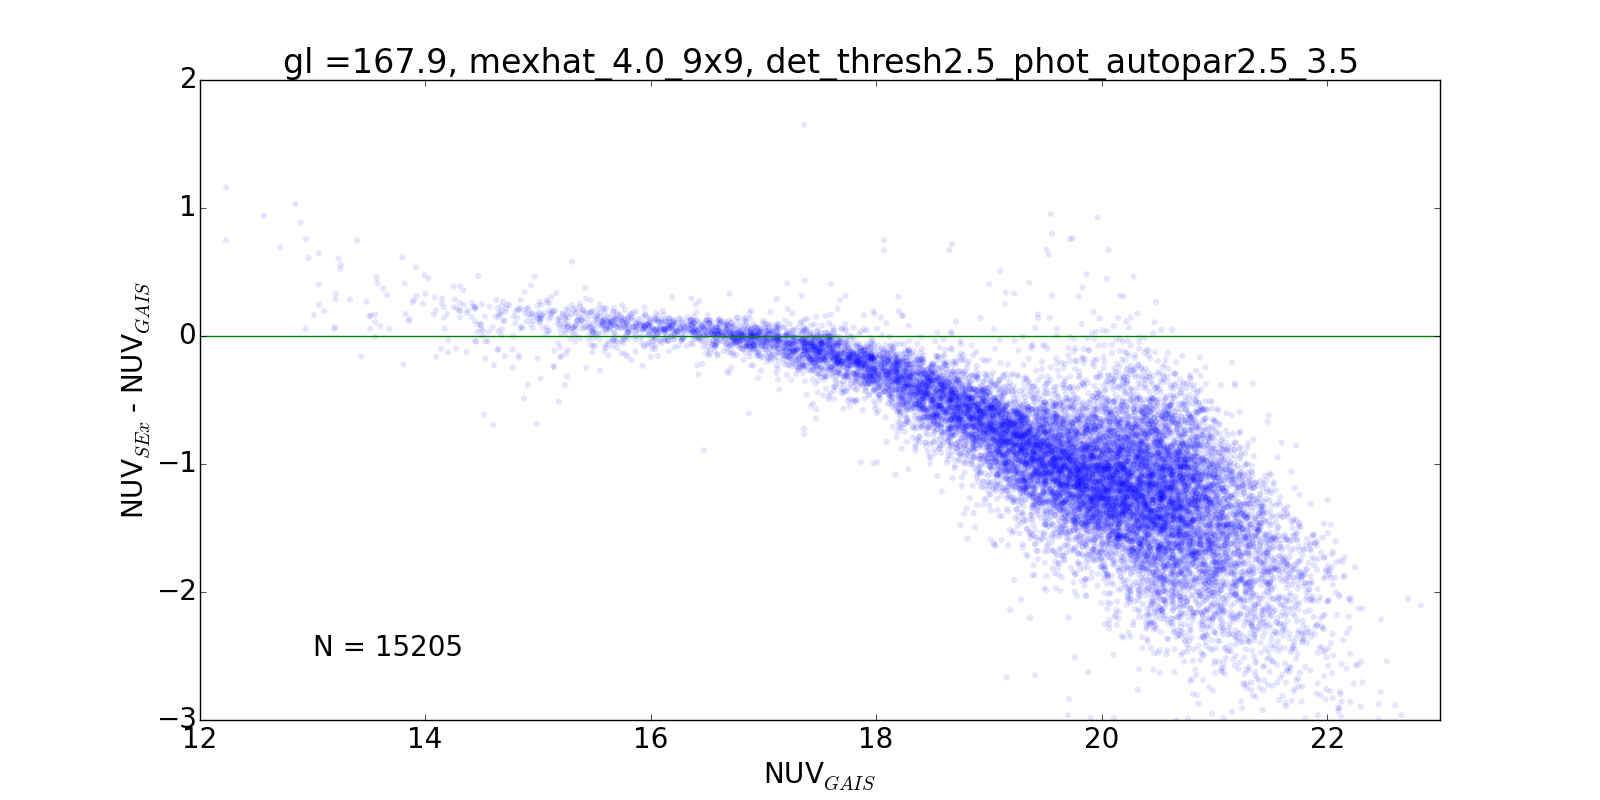 gl =167.9, mexhat_4.0_9x9, det_thresh2.5_phot_autopar2.5_3.5
2
1
0
−1
−2
−3
NUV_SEx - NUV_GAIS
N = 15205
12 14 16 18 20 22
NUV_GAIS